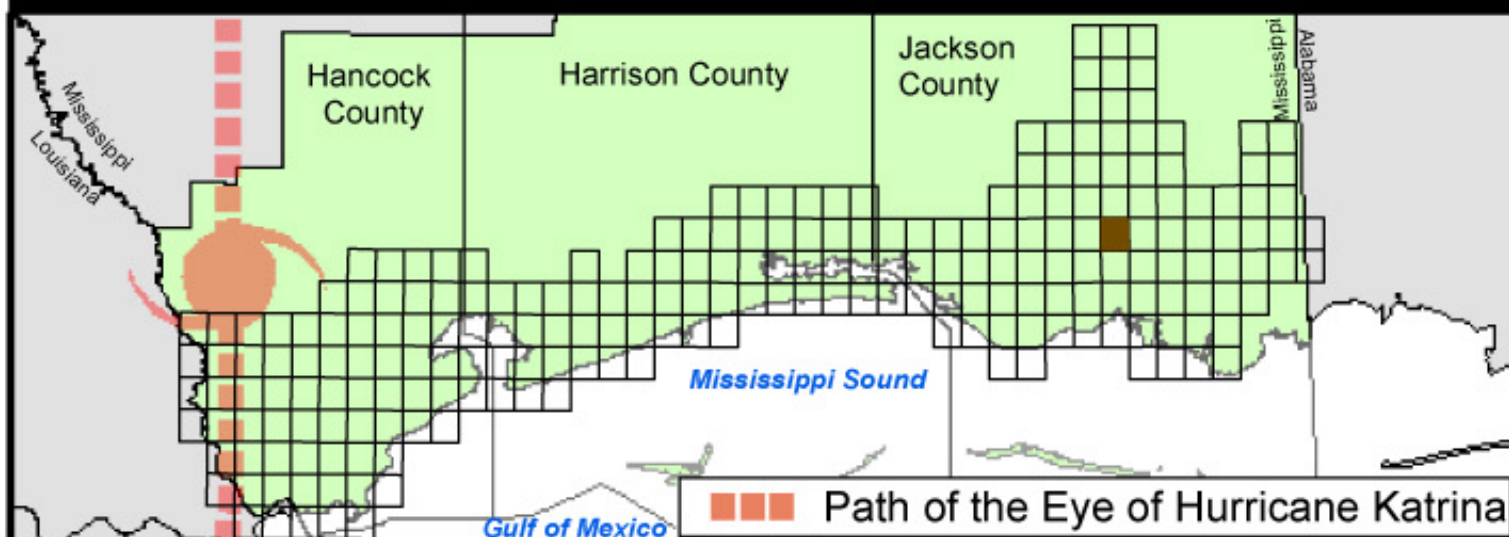 Mississippi
Louisiana
Hancock
County
Harrison County
Jackson
County
Mississippi
Alabama
Mississippi Sound
Gulf of Mexico
Path of the Eye of Hurricane Katrina